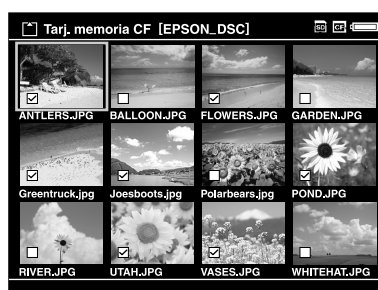 Tarj. memoria CF [EPSON_DSC] SD CF
ANTLERS.JPG BALLOON.JPG FLOWERS.JPG GARDEN.JPG
Greentruck.jpg Joesboots.jpg Polarbears.jpg POND.JPG
RIVER.JPG UTAH.JPG VASES.JPG WHITEHAT.JPG